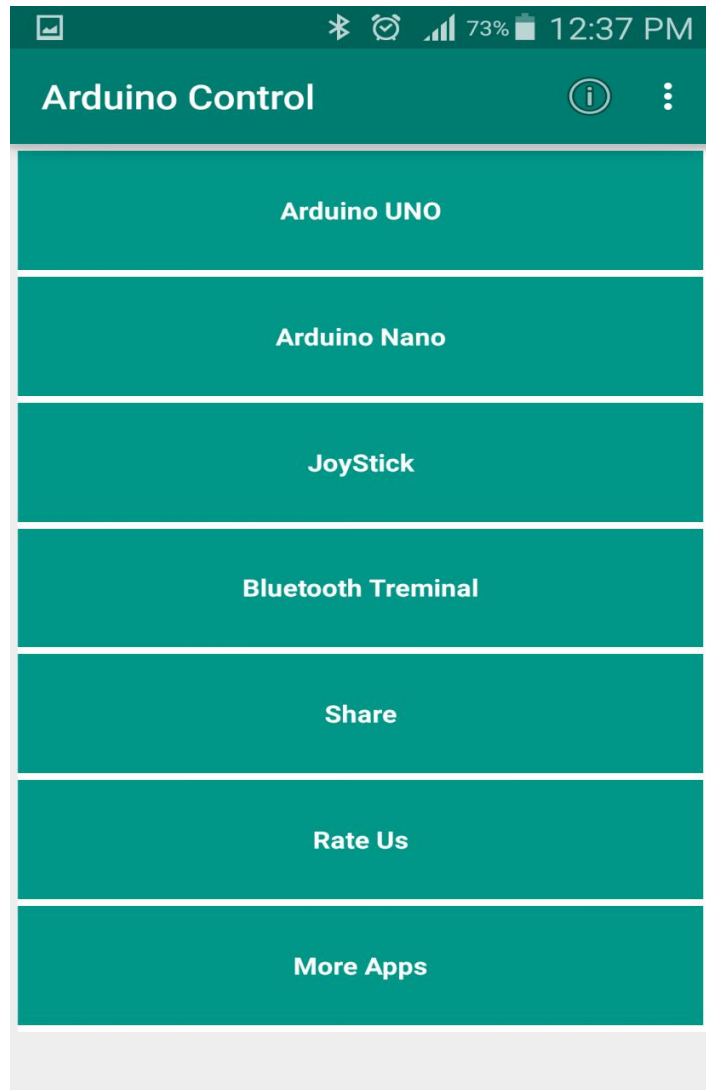 73% 12:37 PM
Arduino Control
Arduino UNO
Arduino Nano
JoyStick
Bluetooth Treminal
Share
Rate Us
More Apps